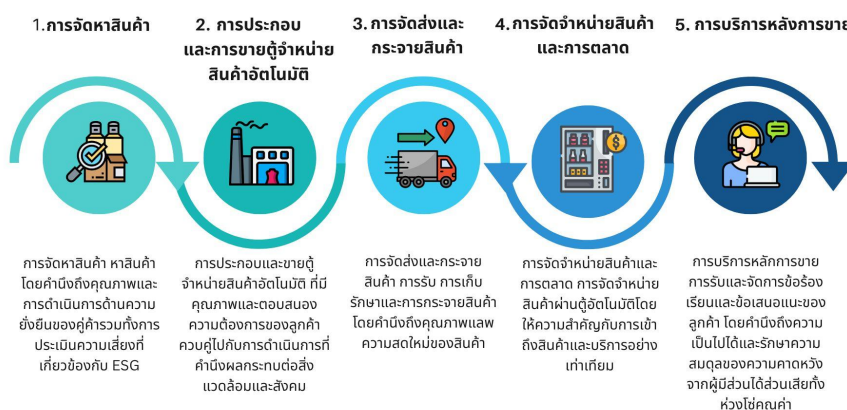 1.การจัดหาสินค้า
2. การประกอบ
และการขายตู้จำหน่าย
สินค้าอัตโนมัติ
3. การจัดส่งและ
กระจายสินค้า
4.การจัดจำหน่ายสินค้า
และการตลาด
5. การบริการหลังการขาย
$
การจัดหาสินค้า หาสินค้า
โดยคำนึงถึงคุณภาพและ
การดำเนินการด้านความ
ยั่งยืนของคู่ค้ารวมทั้งการ
ประเมินความเสี่ยงที่
เกี่ยวข้องกับ ESG
การประกอบและขายตู้
จำหน่ายสินค้าอัตโนมัติ ที่มี
คุณภาพและตอบสนอง
ความต้องการของลูกค้า
ควบคู่ไปกับการดำเนินการที่
คำนึงผลกระทบต่อสิ่ง
แวดล้อมและสังคม
การจัดส่งและกระจาย
สินค้า การรับ การเก็บ
รักษาและการกระจายสินค้า
โดยคำนึงถึงคุณภาพแลพ
ความสดใหม่ของสินค้า
การจัดจำหน่ายสินค้าและ
การตลาด การจัดจำหน่าย
สินค้าผ่านตู้อัตโนมัติโดย
ให้ความสำคัญกับการเข้า
ถึงสินค้าและบริการอย่าง
เท่าเทียม
การบริการหลักการขาย
การรับและจัดการข้อร้อง
เรียนและข้อเสนอแนะของ
ลูกค้า โดยคำนึงถึงความ
เป็นไปได้และรักษาความ
สมดุลของความคาดหวัง
จากผู้มีส่วนได้ส่วนเสียทั้ง
ห่วงโซ่คุณค่า